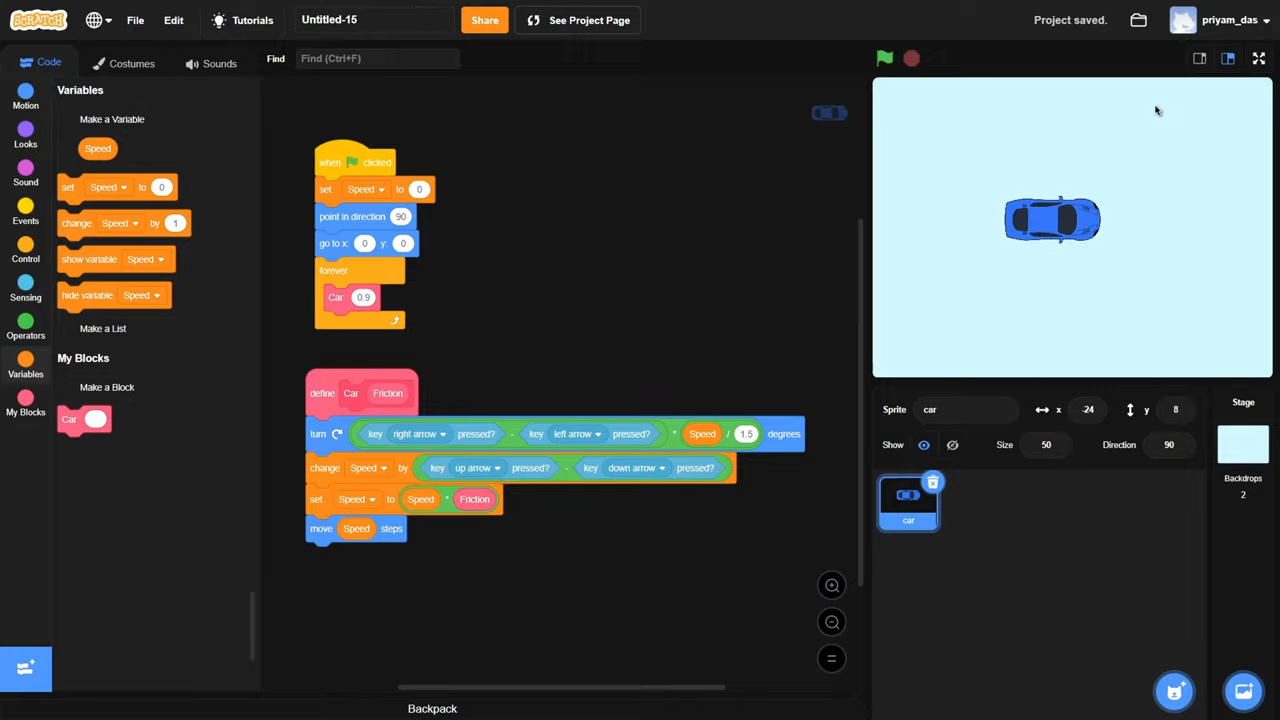 SCRATCH
File
Edit
Tutorials
Untitled-15
Share
See Project Page
Project saved.
priyam_das
Code
Costumes
Sounds
Find
Find (Ctrl+F)
Motion
Looks
Sound
Events
Control
Sensing
Operators
Variables
My Blocks
Variables
Make a Variable
Speed
set Speed to 0
change Speed by 1
show variable Speed
hide variable Speed
Make a List
My Blocks
Make a Block
Car
when clicked
set Speed to 0
point in direction 90
go to x: 0 y: 0
forever
Car 0.9
define Car Friction
turn key right arrow pressed? - key left arrow pressed? * Speed / 1.5 degrees
change Speed by key up arrow pressed? - key down arrow pressed?
set Speed to Speed * Friction
move Speed steps
Backpack
Sprite car x -24 y 8
Show Size 50 Direction 90
car
Stage
Backdrops
2